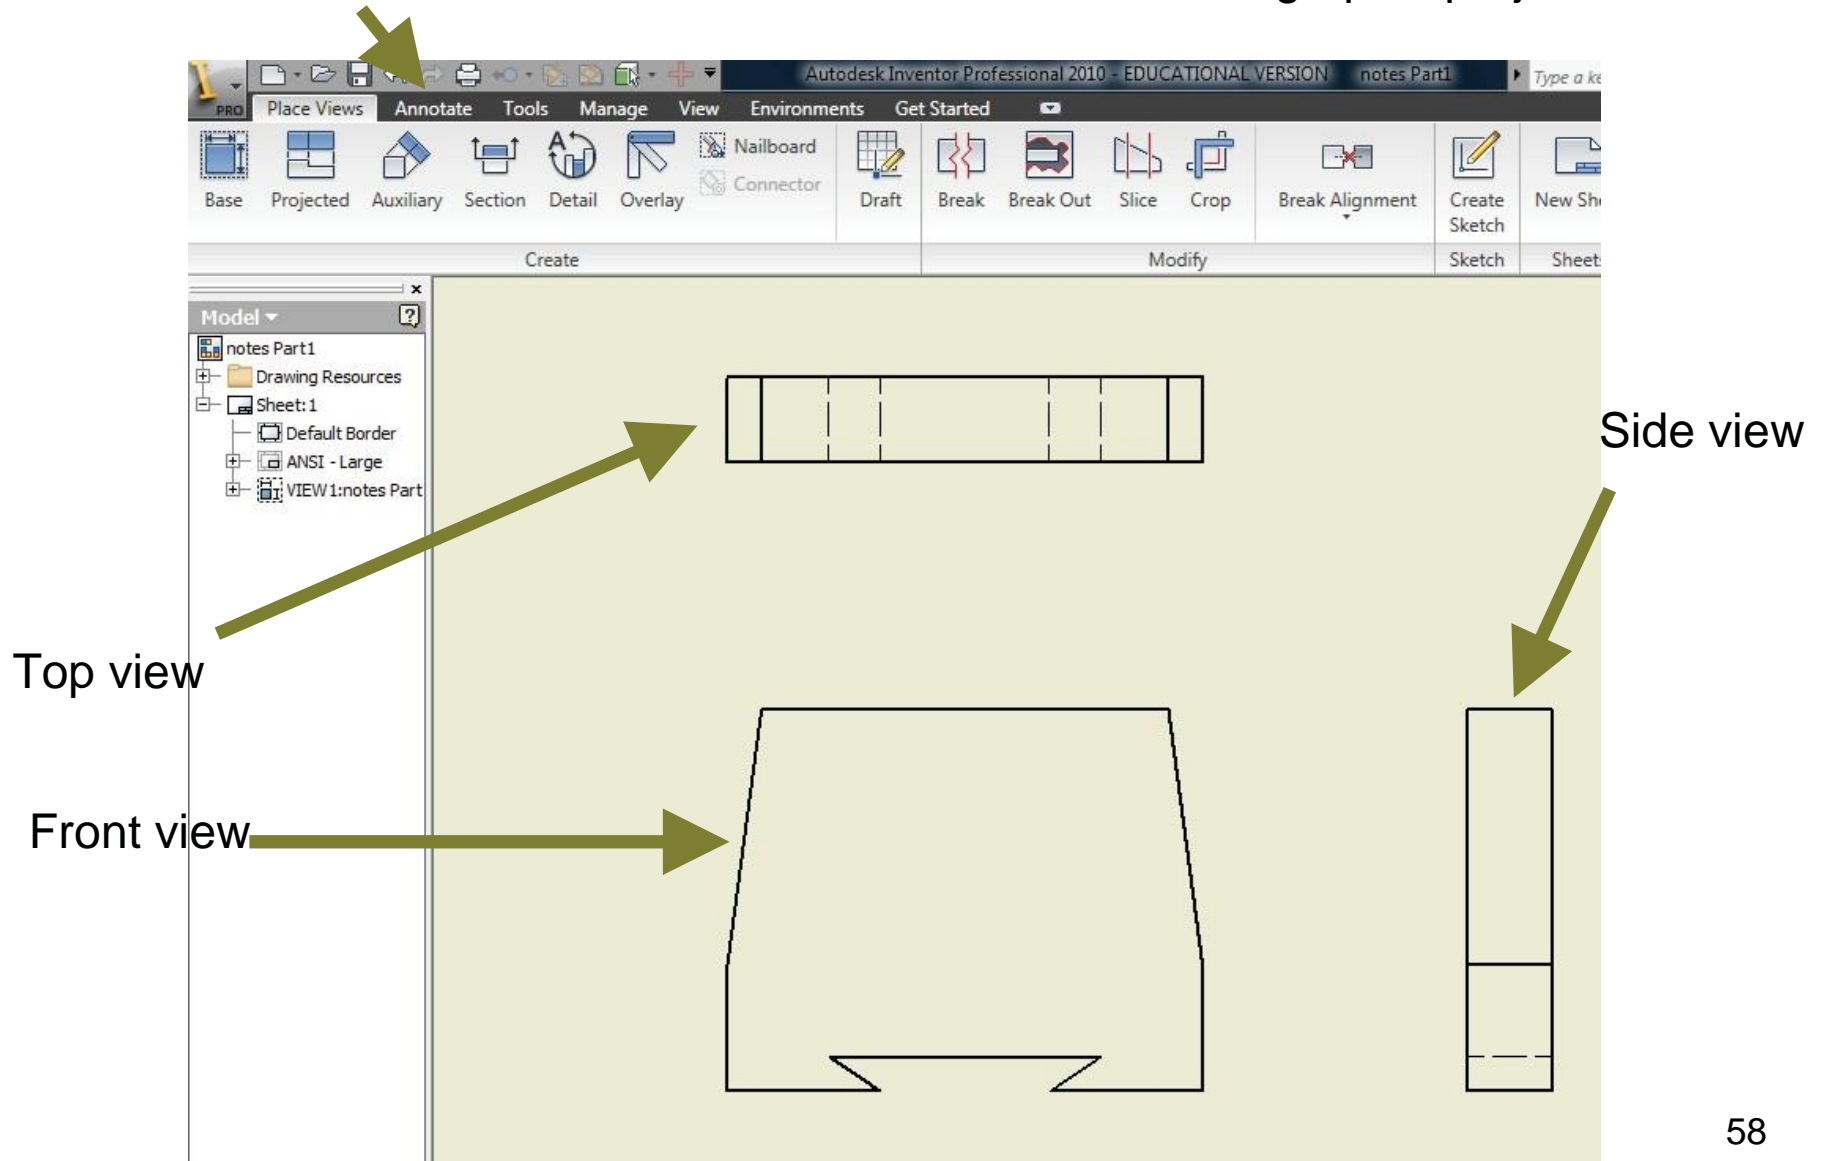 Autodesk Inventor Professional 2010 - EDUCATIONAL VERSION notes Part1 Type a
PRO Place Views Annotate Tools Manage View Environments Get Started
Base Projected Auxiliary Section Detail Overlay Nailboard Connector Draft Break Break Out Slice Crop Break Alignment Create Sketch New
Create Modify Sketch
Model
notes Part1
Drawing Resources
Sheet:1
Default Border
ANSI - Large
VIEW1:notes Part
Side view
Top view
Front view
58